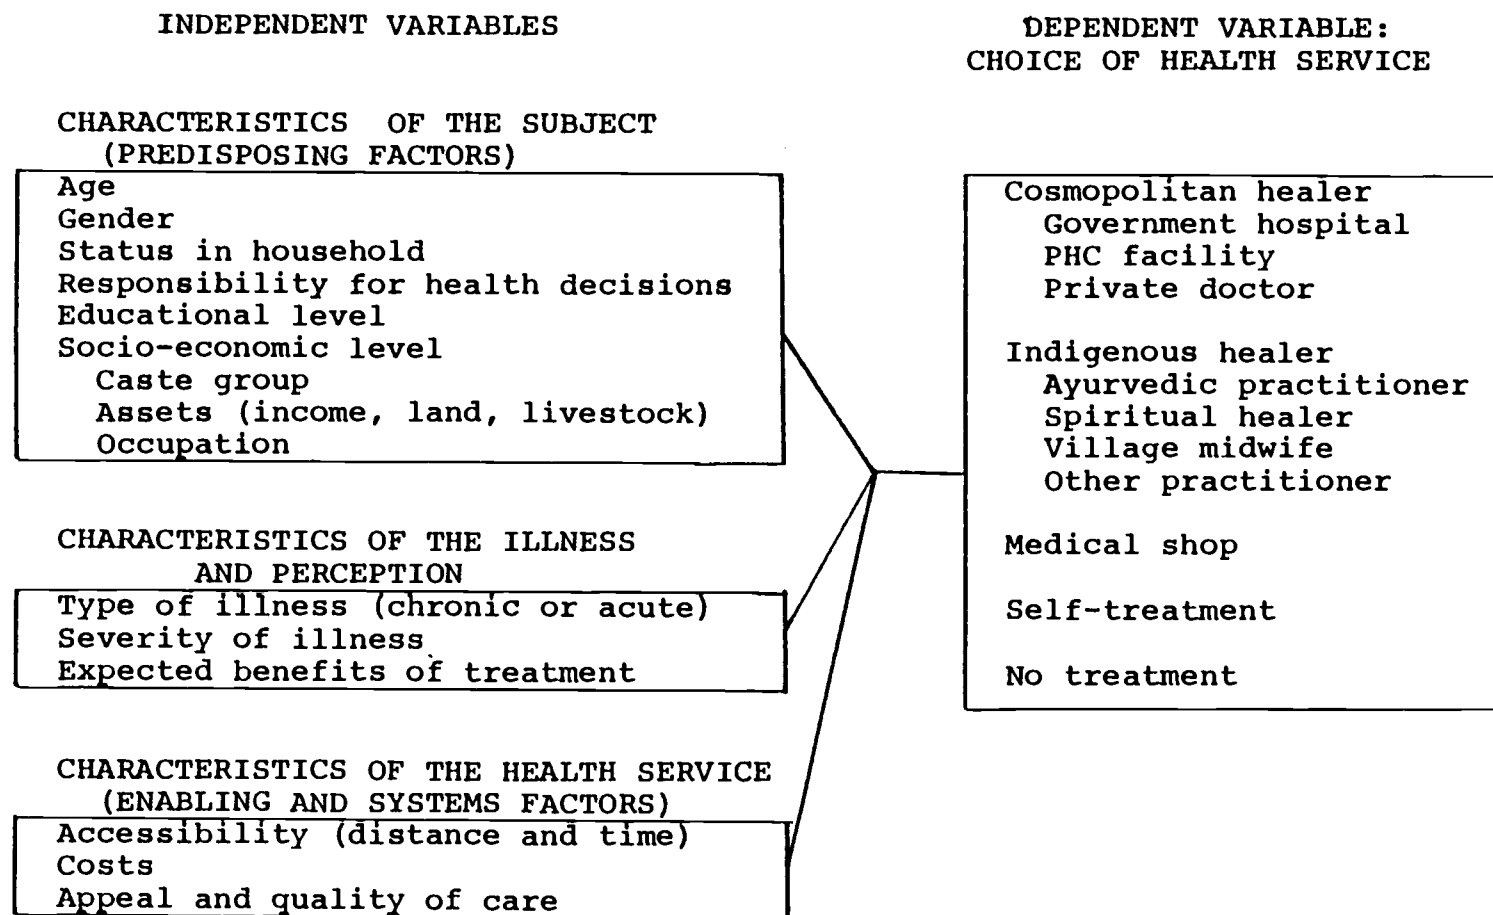 INDEPENDENT VARIABLES
DEPENDENT VARIABLE:
CHOICE OF HEALTH SERVICE
CHARACTERISTICS OF THE SUBJECT
(PREDISPOSING FACTORS)
Age
Gender
Status in household
Responsibility for health decisions
Educational level
Socio-economic level
Caste group
Assets (income, land, livestock)
Occupation
CHARACTERISTICS OF THE ILLNESS
AND PERCEPTION
Type of illness (chronic or acute)
Severity of illness
Expected benefits of treatment
CHARACTERISTICS OF THE HEALTH SERVICE
(ENABLING AND SYSTEMS FACTORS)
Accessibility (distance and time)
Costs
Appeal and quality of care
Cosmopolitan healer
Government hospital
PHC facility
Private doctor
Indigenous healer
Ayurvedic practitioner
Spiritual healer
Village midwife
Other practitioner
Medical shop
Self-treatment
No treatment